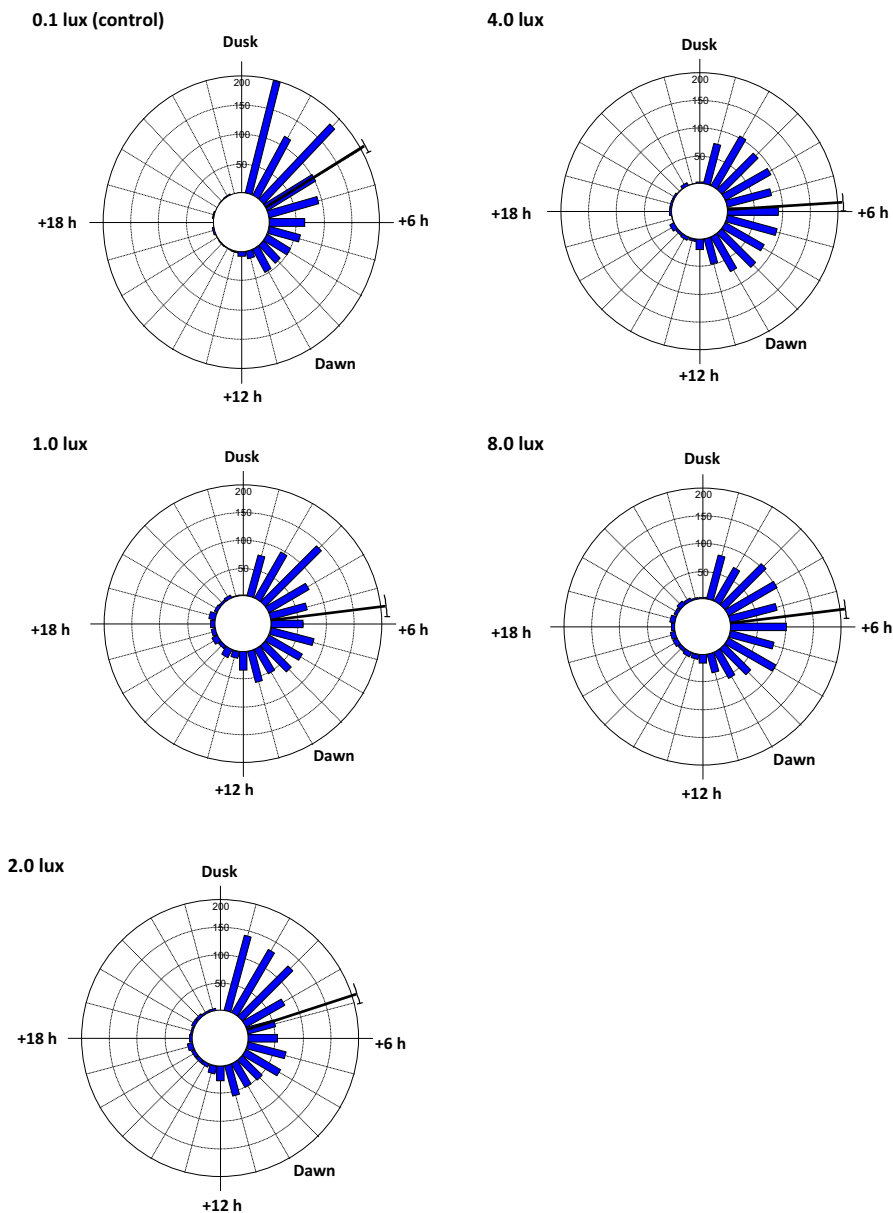 0.1 lux (control)
Dusk
200
150
100
50
+18 h
+6 h
Dawn
+12 h
4.0 lux
Dusk
200
150
100
50
+18 h
+6 h
Dawn
+12 h
1.0 lux
Dusk
200
150
100
50
+18 h
+6 h
Dawn
+12 h
8.0 lux
Dusk
200
150
100
50
+18 h
+6 h
Dawn
+12 h
2.0 lux
Dusk
200
150
100
50
+18 h
+6 h
Dawn
+12 h